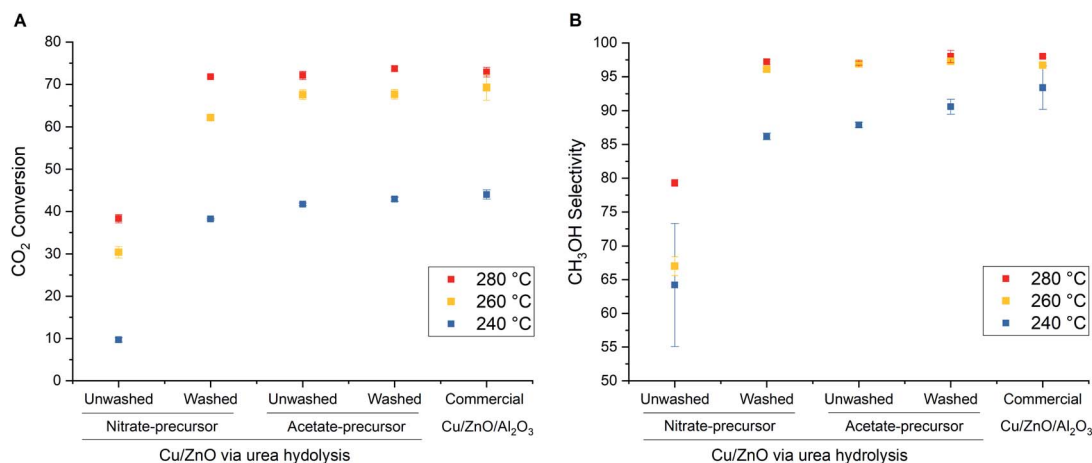 A
80
70
60
50
40
30
20
10
0
CO2 Conversion
280 °C
260 °C
240 °C
Unwashed Washed Unwashed Washed Commercial
Nitrate-precursor Acetate-precursor Cu/ZnO/Al2O3
Cu/ZnO via urea hydolysis
B
100
95
90
85
80
75
70
65
60
55
50
CH3OH Selectivity
280 °C
260 °C
240 °C
Unwashed Washed Unwashed Washed Commercial
Nitrate-precursor Acetate-precursor Cu/ZnO/Al2O3
Cu/ZnO via urea hydrolysis